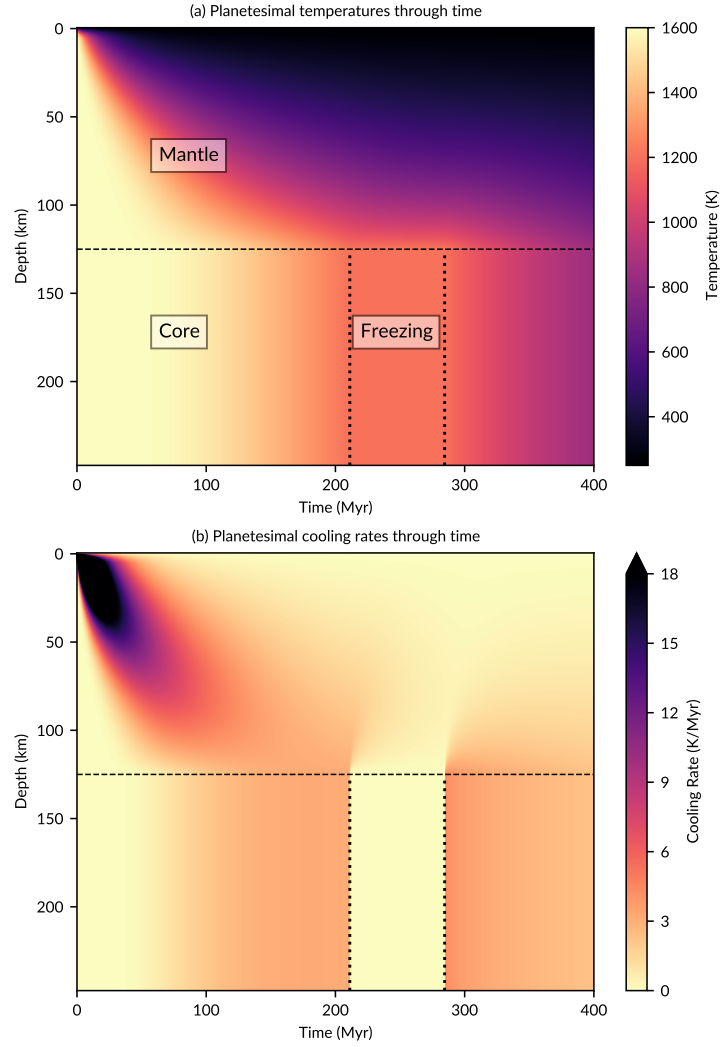 (a) Planetesimal temperatures through time
0
50
100
150
200
Depth (km)
Mantle
Core
Freezing
0 100 200 300 400
Time (Myr)
1600
1400
1200
1000
800
600
400
Temperature (K)
(b) Planetesimal cooling rates through time
0
50
100
150
200
Depth (km)
0 100 200 300 400
Time (Myr)
18
15
12
9
6
3
0
Cooling Rate (K/Myr)